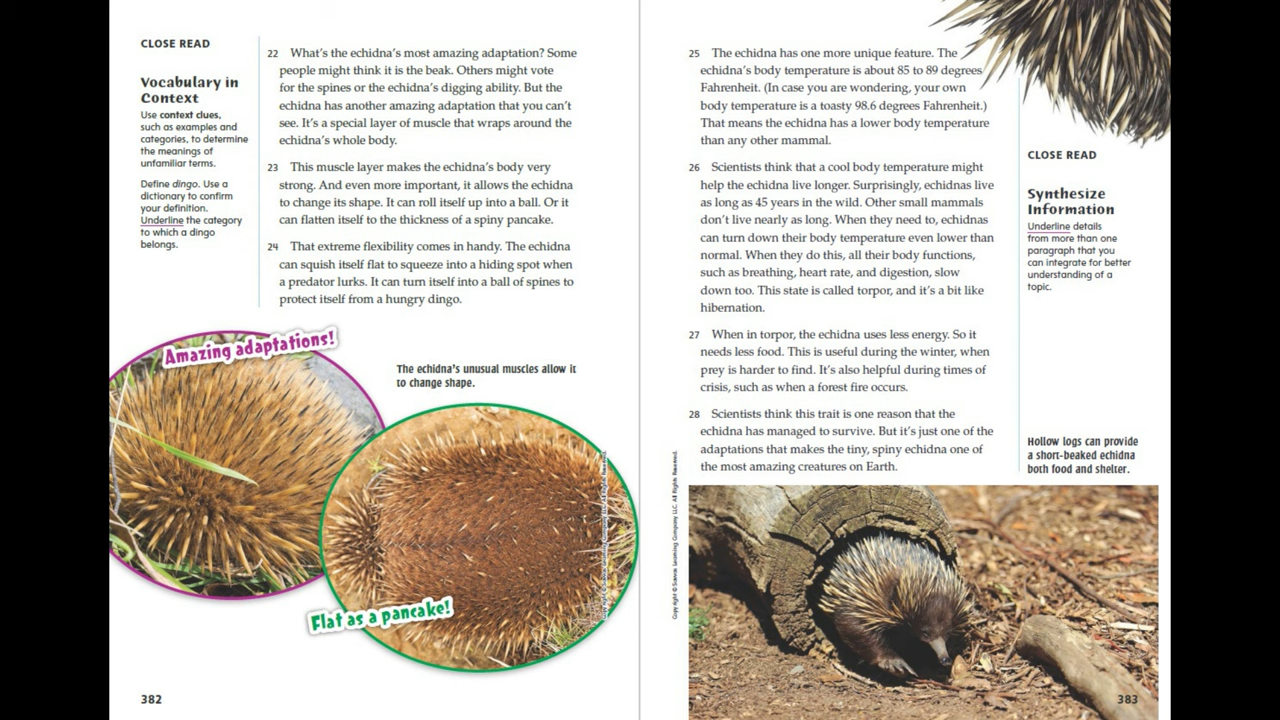 CLOSE READ
Vocabulary in
Context
Use context clues,
such as examples and
categories, to determine
the meanings of
unfamiliar terms.
Define dingo. Use a
dictionary to confirm
your definition.
Underline the category
to which a dingo
belongs.
22 What's the echidna's most amazing adaptation? Some
people might think it is the beak. Others might vote
for the spines or the echidna's digging ability. But the
echidna has another amazing adaptation that you can't
see. It's a special layer of muscle that wraps around the
echidna's whole body.
23 This muscle layer makes the echidna's body very
strong. And even more important, it allows the echidna
to change its shape. It can roll itself up into a ball. Or it
can flatten itself to the thickness of a spiny pancake.
24 That extreme flexibility comes in handy. The echidna
can squish itself flat to squeeze into a hiding spot when
a predator lurks. It can turn itself into a ball of spines to
protect itself from a hungry dingo.
Amazing adaptations!
The echidna's unusual muscles allow it
to change shape.
Flat as a pancake!
Copyright © Savvas Learning Company LLC. All Rights Reserved.
382
25 The echidna has one more unique feature. The
echidna's body temperature is about 85 to 89 degrees
Fahrenheit. (In case you are wondering, your own
body temperature is a toasty 98.6 degrees Fahrenheit.)
That means the echidna has a lower body temperature
than any other mammal.
26 Scientists think that a cool body temperature might
help the echidna live longer. Surprisingly, echidnas live
as long as 45 years in the wild. Other small mammals
don't live nearly as long. When they need to, echidnas
can turn down their body temperature even lower than
normal. When they do this, all their body functions,
such as breathing, heart rate, and digestion, slow
down too. This state is called torpor, and it's a bit like
hibernation.
27 When in torpor, the echidna uses less energy. So it
needs less food. This is useful during the winter, when
prey is harder to find. It's also helpful during times of
crisis, such as when a forest fire occurs.
28 Scientists think this trait is one reason that the
echidna has managed to survive. But it's just one of the
adaptations that makes the tiny, spiny echidna one of
the most amazing creatures on Earth.
CLOSE READ
Synthesize
Information
Underline details
from more than one
paragraph that you
can integrate for better
understanding of a
topic.
Hollow logs can provide
a short-beaked echidna
both food and shelter.
Copyright © Savvas Learning Company LLC. All Rights Reserved.
383